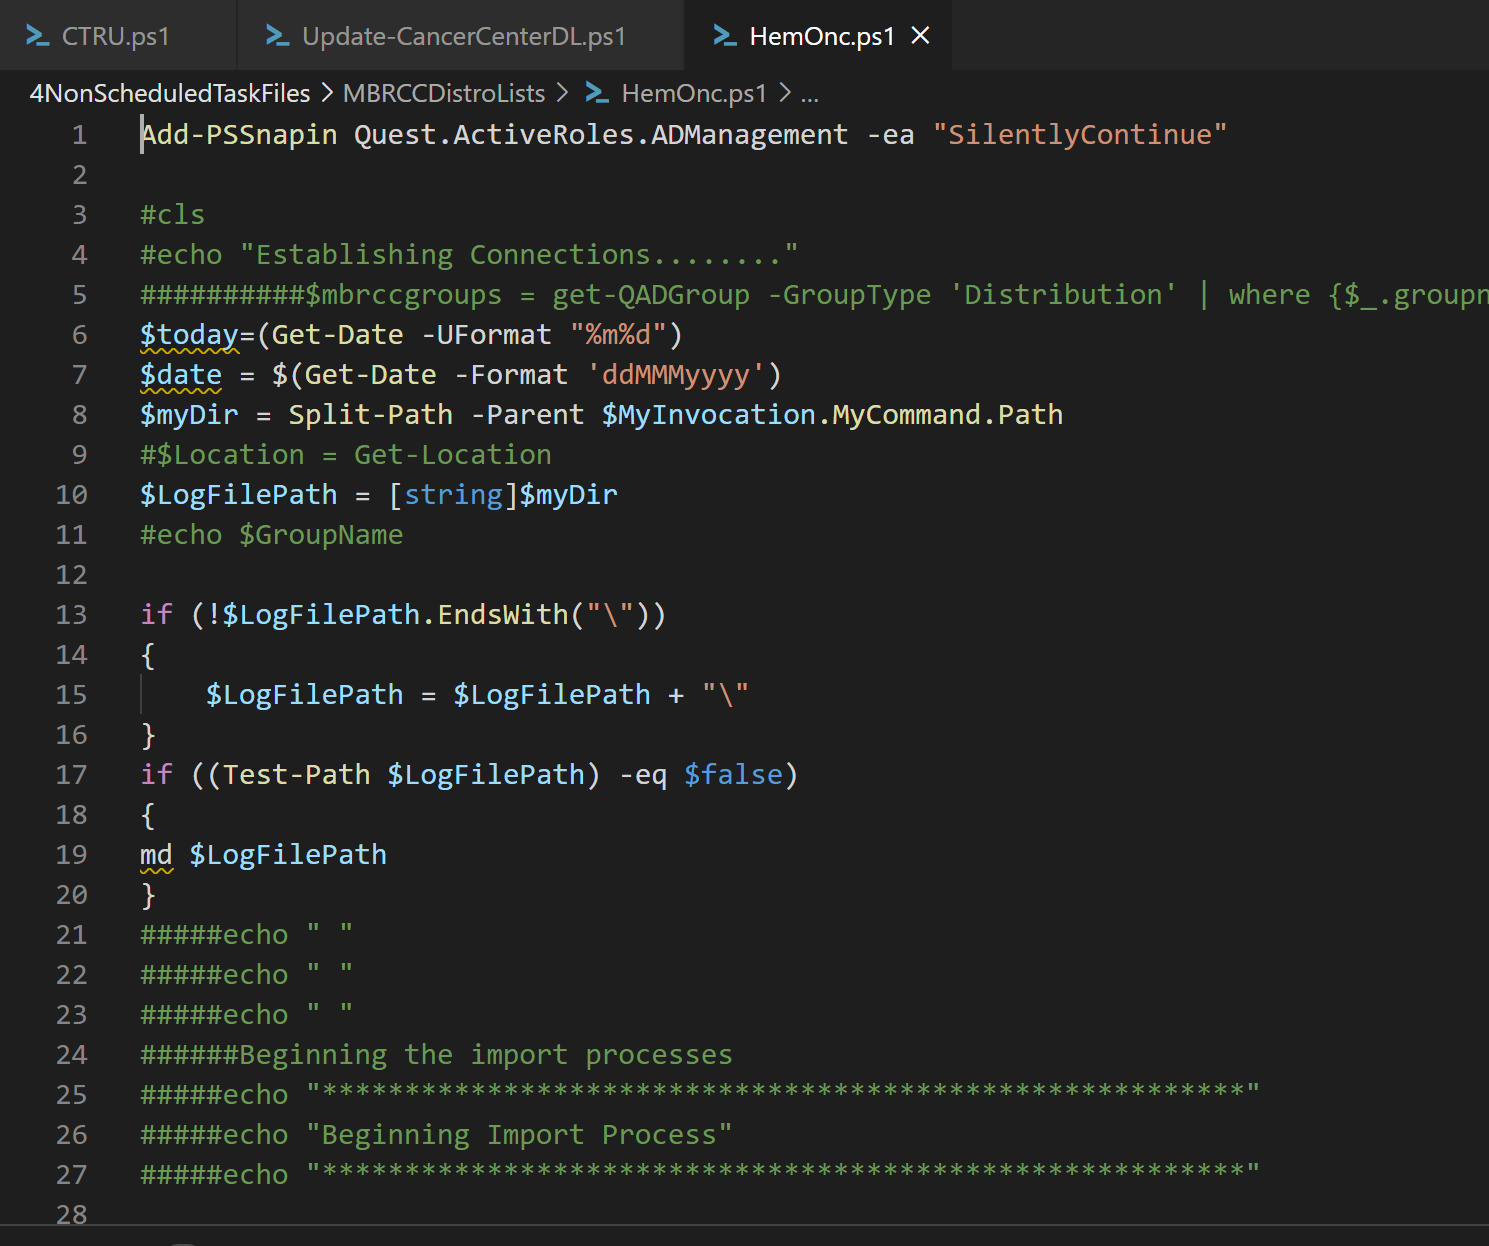 CTRU.ps1 Update-CancerCenterDL.ps1 HemOnc.ps1
4NonScheduledTaskFiles > MBRCCDistroLists > HemOnc.ps1 > ...
1 Add-PSSnapin Quest.ActiveRoles.ADManagement -ea "SilentlyContinue"
2
3 #cls
4 #echo "Establishing Connections........"
5 ##########$mbrccgroups = get-QADGroup -GroupType 'Distribution' | where {$_.groupn
6 $today=(Get-Date -UFormat "%m%d")
7 $date = $(Get-Date -Format 'ddMMMyyyy')
8 $myDir = Split-Path -Parent $MyInvocation.MyCommand.Path
9 #$Location = Get-Location
10 $LogFilePath = [string]$myDir
11 #echo $GroupName
12
13 if (!$LogFilePath.EndsWith("\"))
14 {
15     $LogFilePath = $LogFilePath + "\"
16 }
17 if ((Test-Path $LogFilePath) -eq $false)
18 {
19 md $LogFilePath
20 }
21 #####echo " "
22 #####echo " "
23 #####echo " "
24 ######Beginning the import processes
25 #####echo "********************************************************"
26 #####echo "Beginning Import Process"
27 #####echo "********************************************************"
28